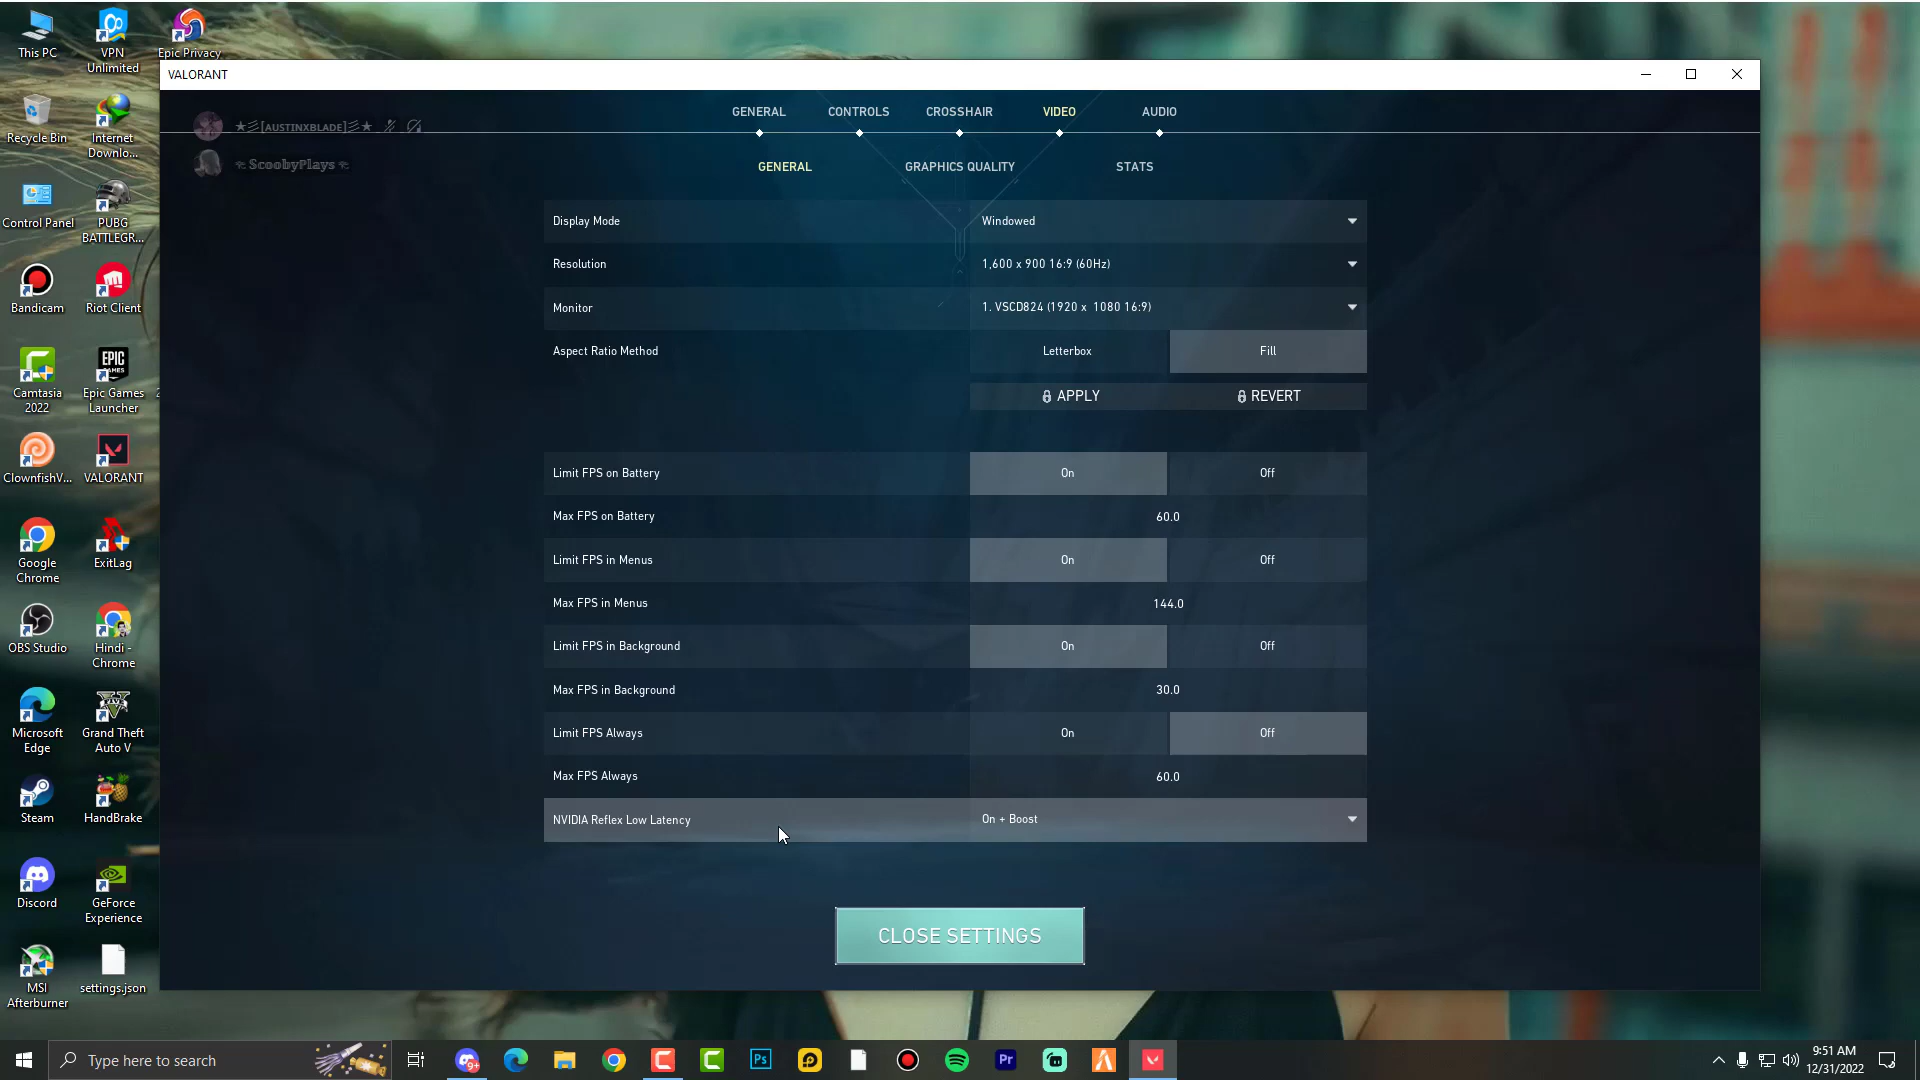 This PC
VPN
Unlimited
Epic Privacy
Recycle Bin
Internet
Downlo...
Control Panel
PUBG
BATTLEGR...
Bandicam
Riot Client
Camtasia
2022
Epic Games
Launcher
ClownfishV...
VALORANT
Google
Chrome
ExitLag
OBS Studio
Hindi -
Chrome
Microsoft
Edge
Grand Theft
Auto V
Steam
HandBrake
Discord
GeForce
Experience
MSI
Afterburner
settings.json
VALORANT
GENERAL CONTROLS CROSSHAIR VIDEO AUDIO
★彡[AUSTINXBLADE]彡★
ScoobyPlays
GENERAL GRAPHICS QUALITY STATS
Display Mode Windowed
Resolution 1,600 x 900 16:9 (60Hz)
Monitor 1. VSCD824 (1920 x 1080 16:9)
Aspect Ratio Method Letterbox Fill
APPLY REVERT
Limit FPS on Battery On Off
Max FPS on Battery 60.0
Limit FPS in Menus On Off
Max FPS in Menus 144.0
Limit FPS in Background On Off
Max FPS in Background 30.0
Limit FPS Always On Off
Max FPS Always 60.0
NVIDIA Reflex Low Latency On + Boost
CLOSE SETTINGS
Type here to search
9:51 AM
12/31/2022